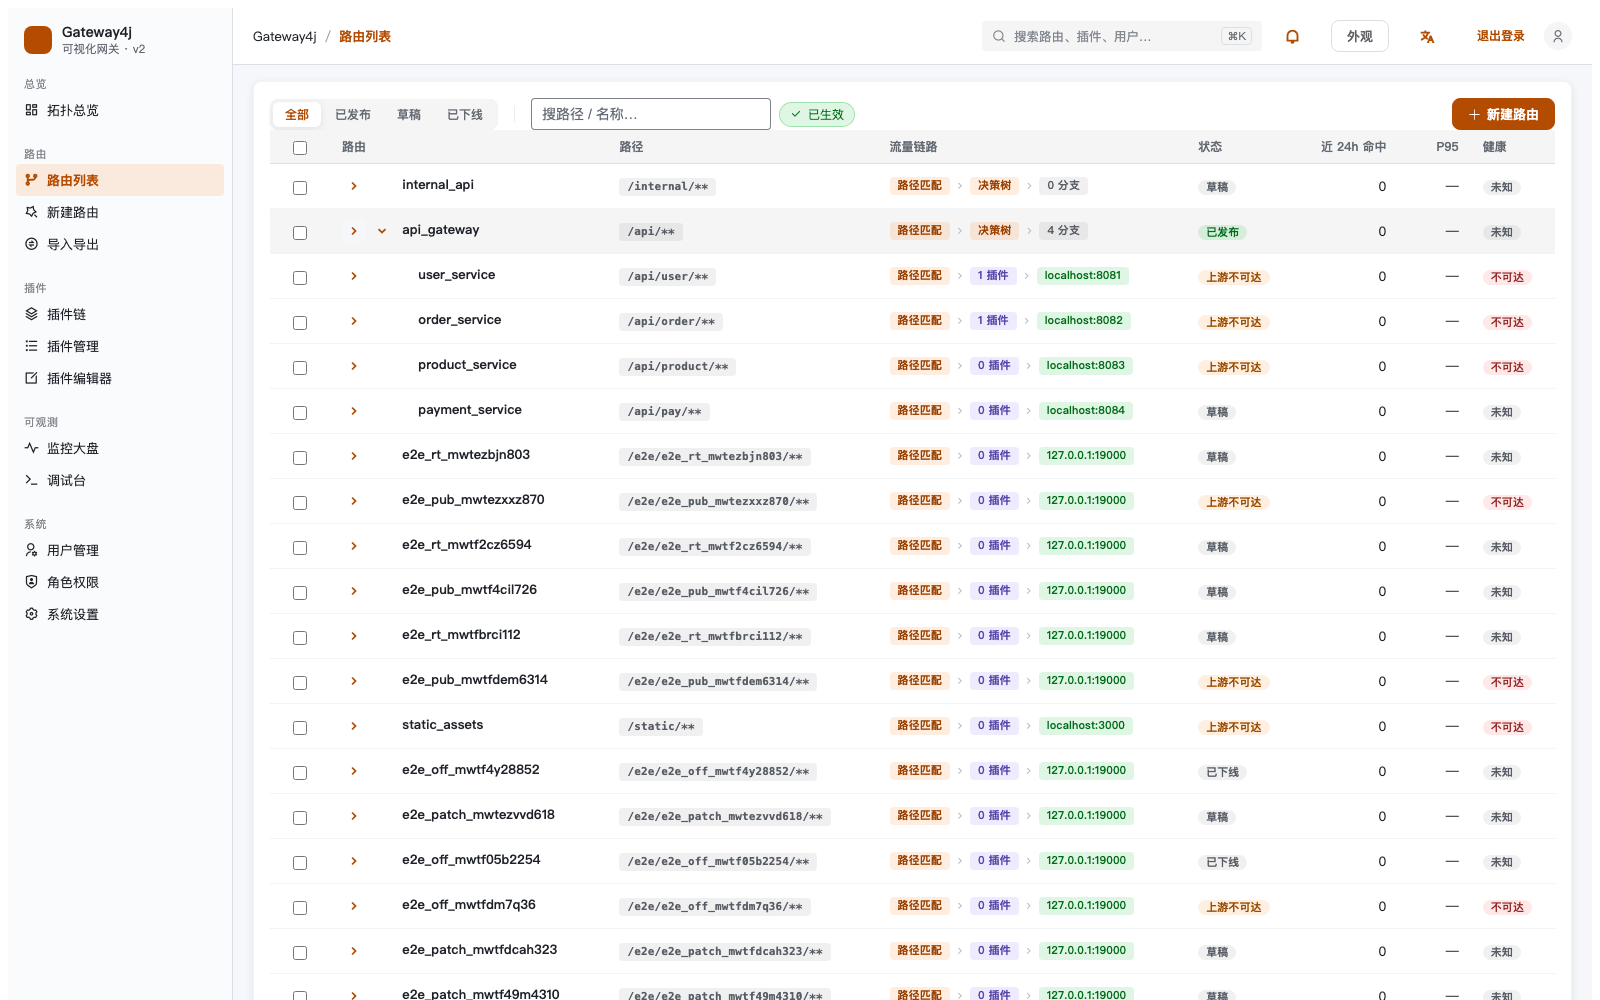 Gateway4j
可视化网关 · v2
总览
拓扑总览
路由
路由列表
新建路由
导入导出
插件
插件链
插件管理
插件编辑器
可观测
监控大盘
调试台
系统
用户管理
角色权限
系统设置
Gateway4j / 路由列表
搜索路由、插件、用户… ⌘K
外观
退出登录
全部 已发布 草稿 已下线
搜路径 / 名称…
已生效
新建路由
路由 路径 流量链路 状态 近 24h 命中 P95 健康
internal_api /internal/** 路径匹配 › 决策树 › 0 分支 草稿 0 — 未知
api_gateway /api/** 路径匹配 › 决策树 › 4 分支 已发布 0 — 未知
user_service /api/user/** 路径匹配 › 1 插件 › localhost:8081 上游不可达 0 — 不可达
order_service /api/order/** 路径匹配 › 1 插件 › localhost:8082 上游不可达 0 — 不可达
product_service /api/product/** 路径匹配 › 0 插件 › localhost:8083 上游不可达 0 — 不可达
payment_service /api/pay/** 路径匹配 › 0 插件 › localhost:8084 草稿 0 — 未知
e2e_rt_mwtezbjn803 /e2e/e2e_rt_mwtezbjn803/** 路径匹配 › 0 插件 › 127.0.0.1:19000 草稿 0 — 未知
e2e_pub_mwtezxxz870 /e2e/e2e_pub_mwtezxxz870/** 路径匹配 › 0 插件 › 127.0.0.1:19000 上游不可达 0 — 不可达
e2e_rt_mwtf2cz6594 /e2e/e2e_rt_mwtf2cz6594/** 路径匹配 › 0 插件 › 127.0.0.1:19000 草稿 0 — 未知
e2e_pub_mwtf4cil726 /e2e/e2e_pub_mwtf4cil726/** 路径匹配 › 0 插件 › 127.0.0.1:19000 草稿 0 — 未知
e2e_rt_mwtfbrci112 /e2e/e2e_rt_mwtfbrci112/** 路径匹配 › 0 插件 › 127.0.0.1:19000 草稿 0 — 未知
e2e_pub_mwtfdem6314 /e2e/e2e_pub_mwtfdem6314/** 路径匹配 › 0 插件 › 127.0.0.1:19000 上游不可达 0 — 不可达
static_assets /static/** 路径匹配 › 0 插件 › localhost:3000 上游不可达 0 — 不可达
e2e_off_mwtf4y28852 /e2e/e2e_off_mwtf4y28852/** 路径匹配 › 0 插件 › 127.0.0.1:19000 已下线 0 — 未知
e2e_patch_mwtezvvd618 /e2e/e2e_patch_mwtezvvd618/** 路径匹配 › 0 插件 › 127.0.0.1:19000 草稿 0 — 未知
e2e_off_mwtf05b2254 /e2e/e2e_off_mwtf05b2254/** 路径匹配 › 0 插件 › 127.0.0.1:19000 已下线 0 — 未知
e2e_off_mwtfdm7q36 /e2e/e2e_off_mwtfdm7q36/** 路径匹配 › 0 插件 › 127.0.0.1:19000 上游不可达 0 — 不可达
e2e_patch_mwtfdcah323 /e2e/e2e_patch_mwtfdcah323/** 路径匹配 › 0 插件 › 127.0.0.1:19000 草稿 0 — 未知
e2e_patch_mwtf49m4310 /e2e/e2e_patch_mwtf49m4310/** 路径匹配 › 0 插件 › 127.0.0.1:19000 草稿 0 — 未知